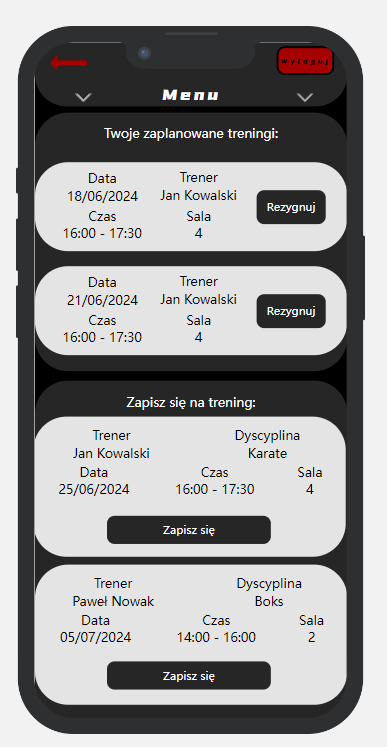 Wyloguj
Menu
Twoje zaplanowane treningi:
Data Trener
18/06/2024 Jan Kowalski
Rezygnuj
Czas Sala
16:00 - 17:30 4
Data Trener
21/06/2024 Jan Kowalski
Rezygnuj
Czas Sala
16:00 - 17:30 4
Zapisz się na trening:
Trener Dyscyplina
Jan Kowalski Karate
Data Czas Sala
25/06/2024 16:00 - 17:30 4
Zapisz się
Trener Dyscyplina
Paweł Nowak Boks
Data Czas Sala
05/07/2024 14:00 - 16:00 2
Zapisz się